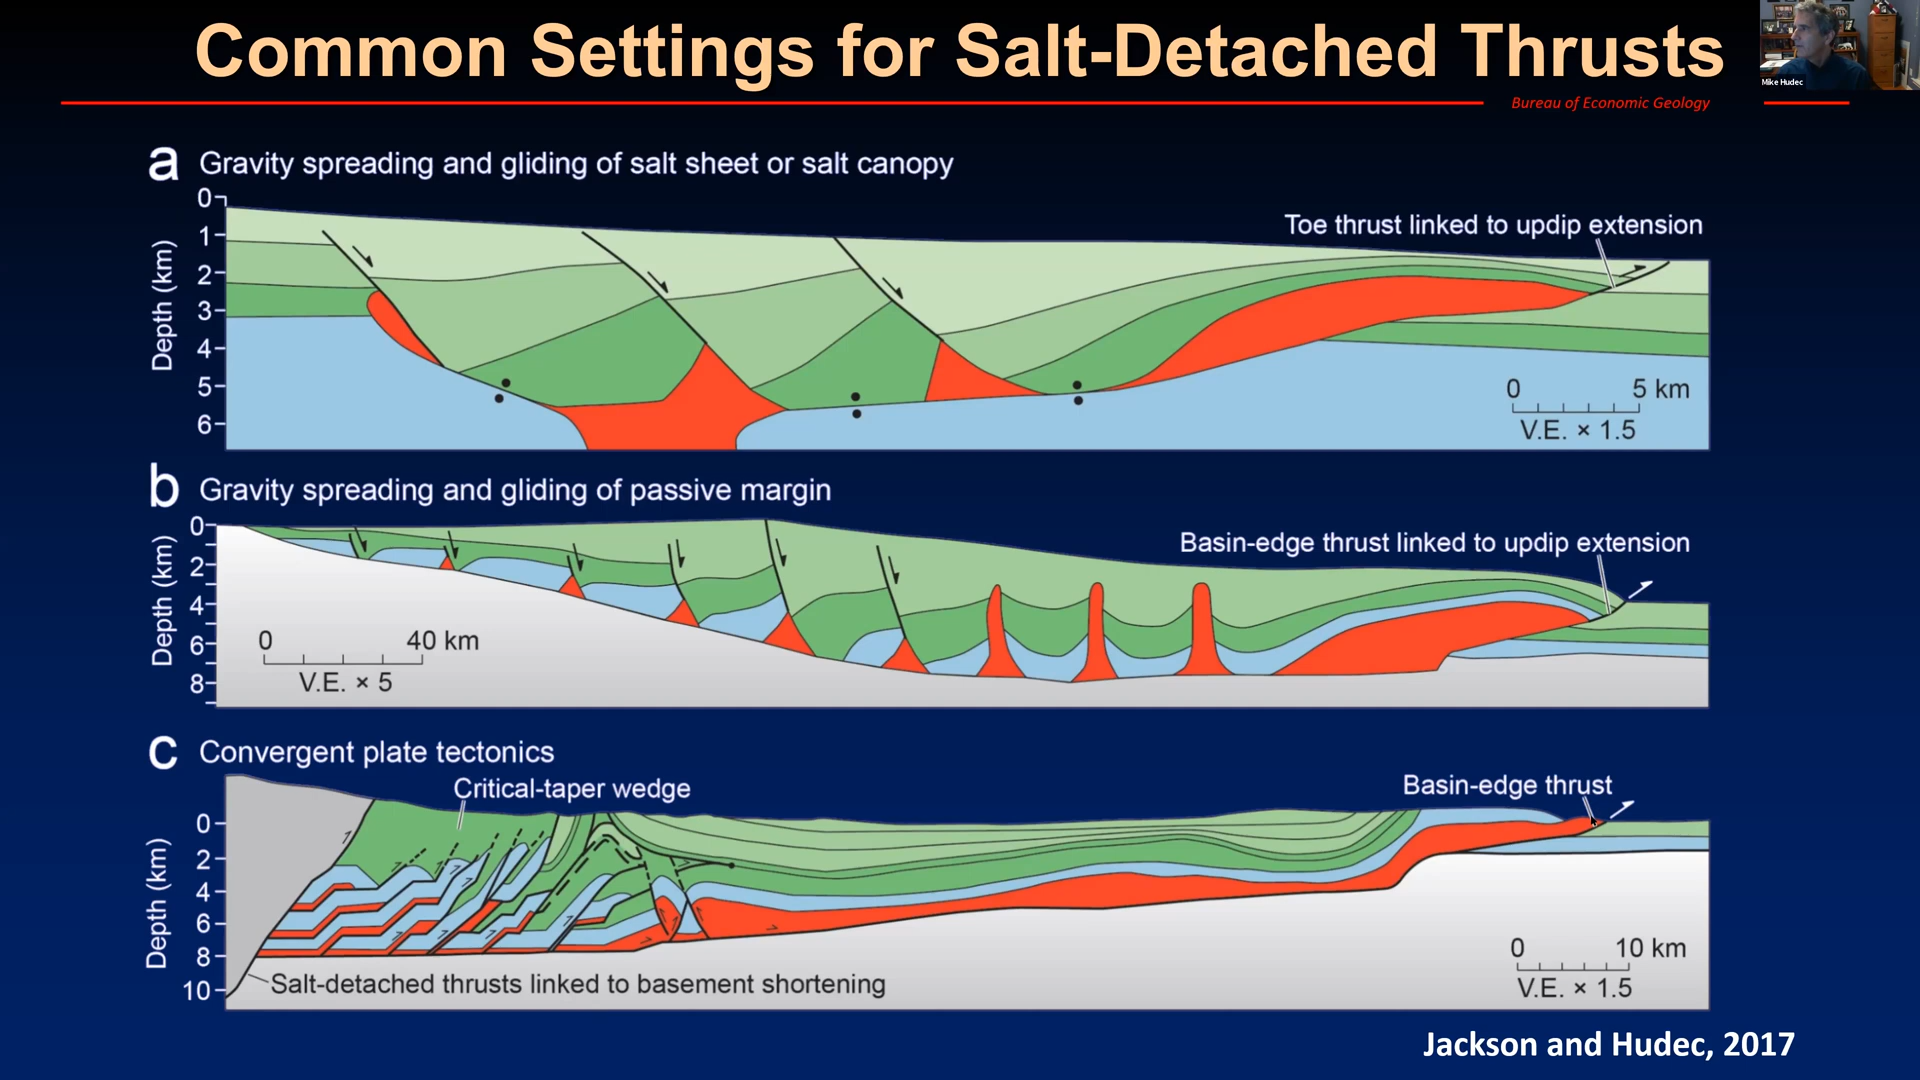 Common Settings for Salt-Detached Thrusts
Mike Hudec
Bureau of Economic Geology
a Gravity spreading and gliding of salt sheet or salt canopy
0
1
2
3
4
5
6
Depth (km)
Toe thrust linked to updip extension
0 5 km
V.E. × 1.5
b Gravity spreading and gliding of passive margin
0
2
4
6
8
Depth (km)
Basin-edge thrust linked to updip extension
0 40 km
V.E. × 5
c Convergent plate tectonics
Critical-taper wedge
Basin-edge thrust
0
2
4
6
8
10
Depth (km)
Salt-detached thrusts linked to basement shortening
0 10 km
V.E. × 1.5
Jackson and Hudec, 2017